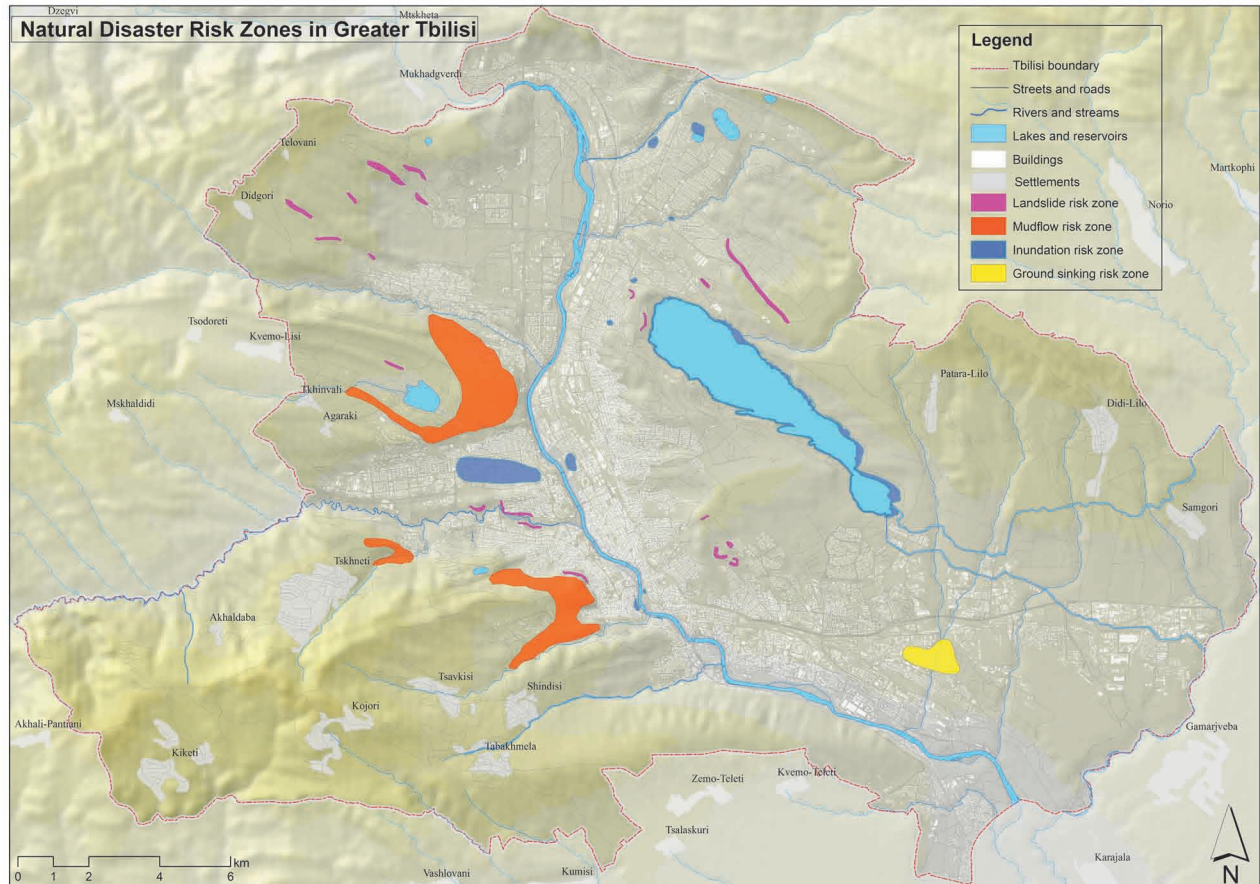 Dzegvi
Mtskheta
Natural Disaster Risk Zones in Greater Tbilisi
Mukhadgverdi
Legend
Tbilisi boundary
Streets and roads
Rivers and streams
Lakes and reservoirs
Buildings
Settlements
Landslide risk zone
Mudflow risk zone
Inundation risk zone
Ground sinking risk zone
Telovani
Didgori
Martkophi
Norio
Tsodoreti
Kvemo-Lisi
Tkhinvali
Mskhaldidi
Agaraki
Patara-Lilo
Didi-Lilo
Samgori
Tskhneti
Akhaldaba
Tsavkisi
Shindisi
Kojori
Akhali-Pantiani
Kiketi
Tabakhmela
Gamarjveba
Zemo-Teleti
Kvemo-Teleti
Tsalaskuri
Karajala
Vashlovani
Kumisi
km
0 1 2 4 6
N